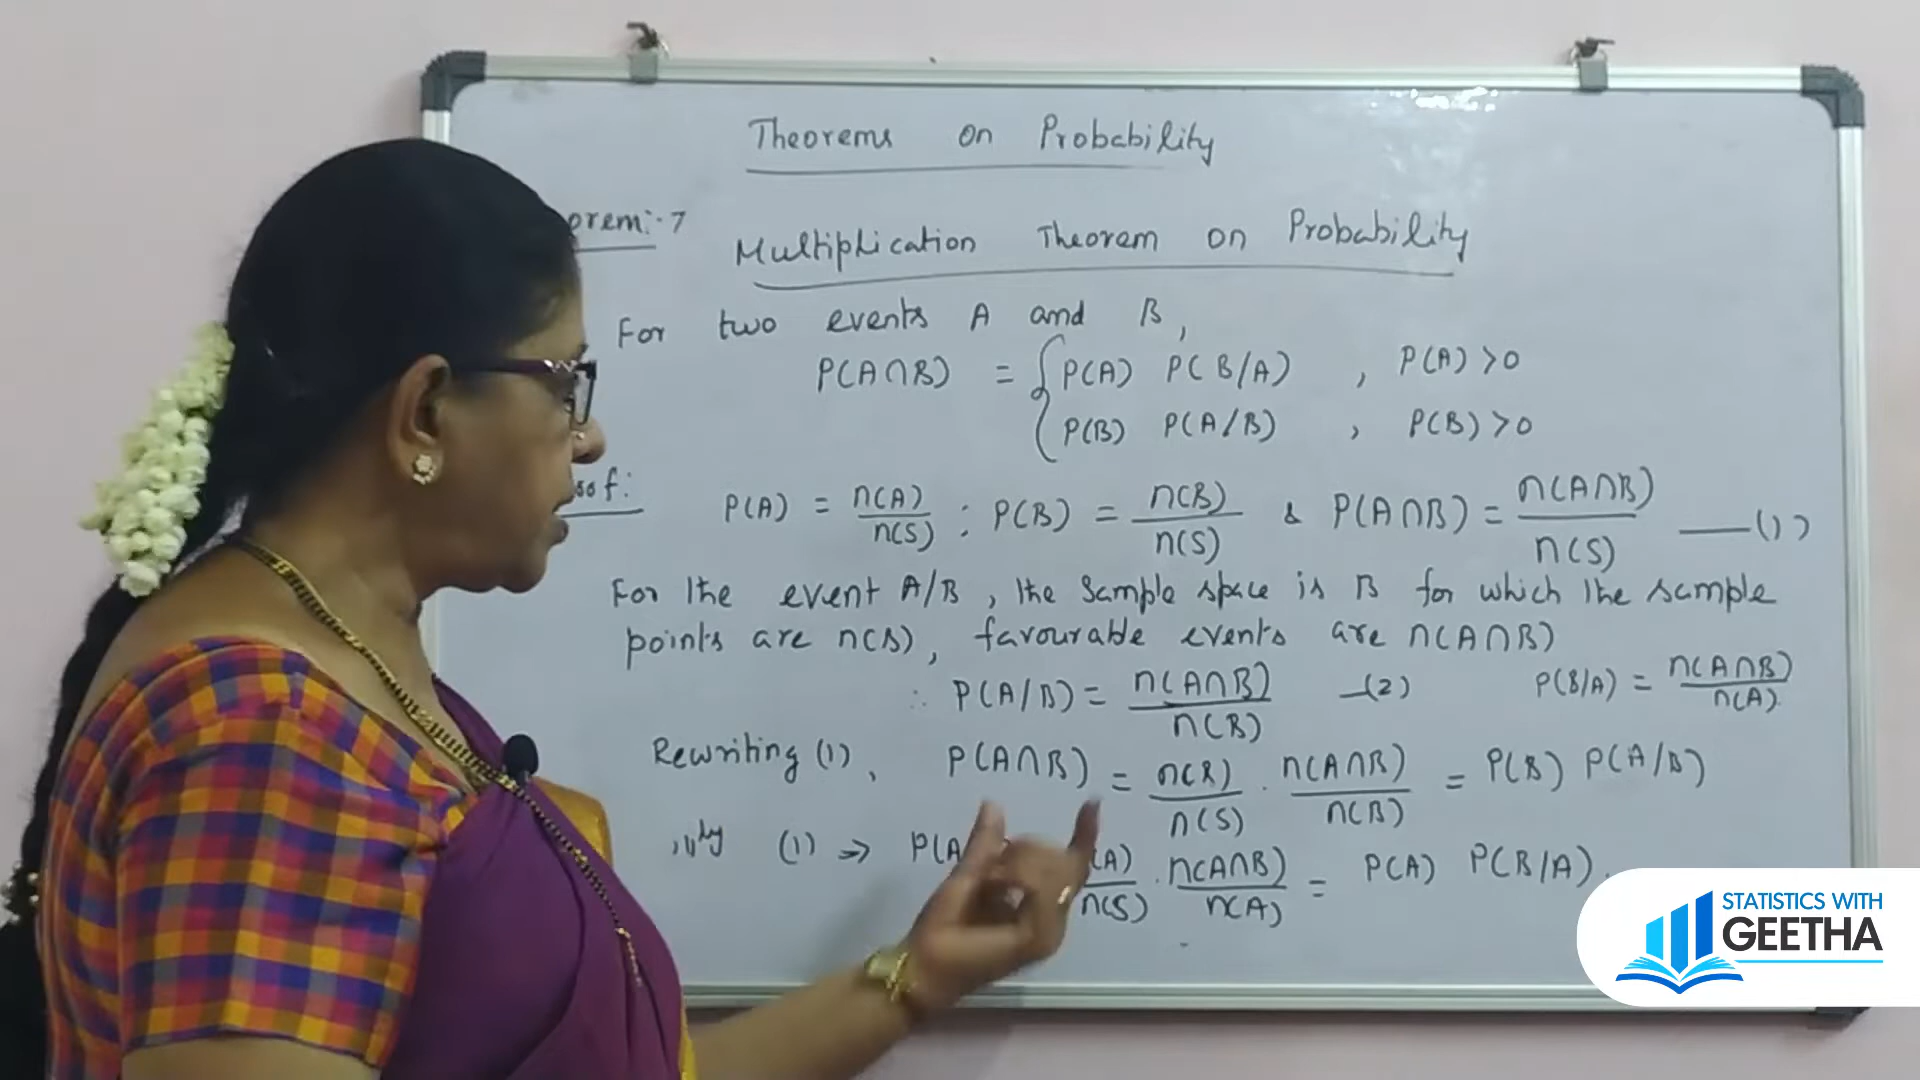 Theorems on Probability
orem:- 7
Multiplication Theorem on Probability
For two events A and B,
P(A∩B) = { P(A) P(B/A) , P(A) > 0
P(B) P(A/B) , P(B) > 0
oof: P(A) = n(A)/n(S) ; P(B) = n(B)/n(S) & P(A∩B) = n(A∩B)/n(S) —(1)
For the event A/B, the sample space is B for which the sample
points are n(B), favourable events are n(A∩B)
∴ P(A/B) = n(A∩B)/n(B) —(2) P(B/A) = n(A∩B)/n(A)
Rewriting (1), P(A∩B) = n(B)/n(S) · n(A∩B)/n(B) = P(B) P(A/B)
|||ly (1) ⇒ P(A (A)/n(S) · n(A∩B)/n(A) = P(A) P(B/A).
STATISTICS WITH
GEETHA